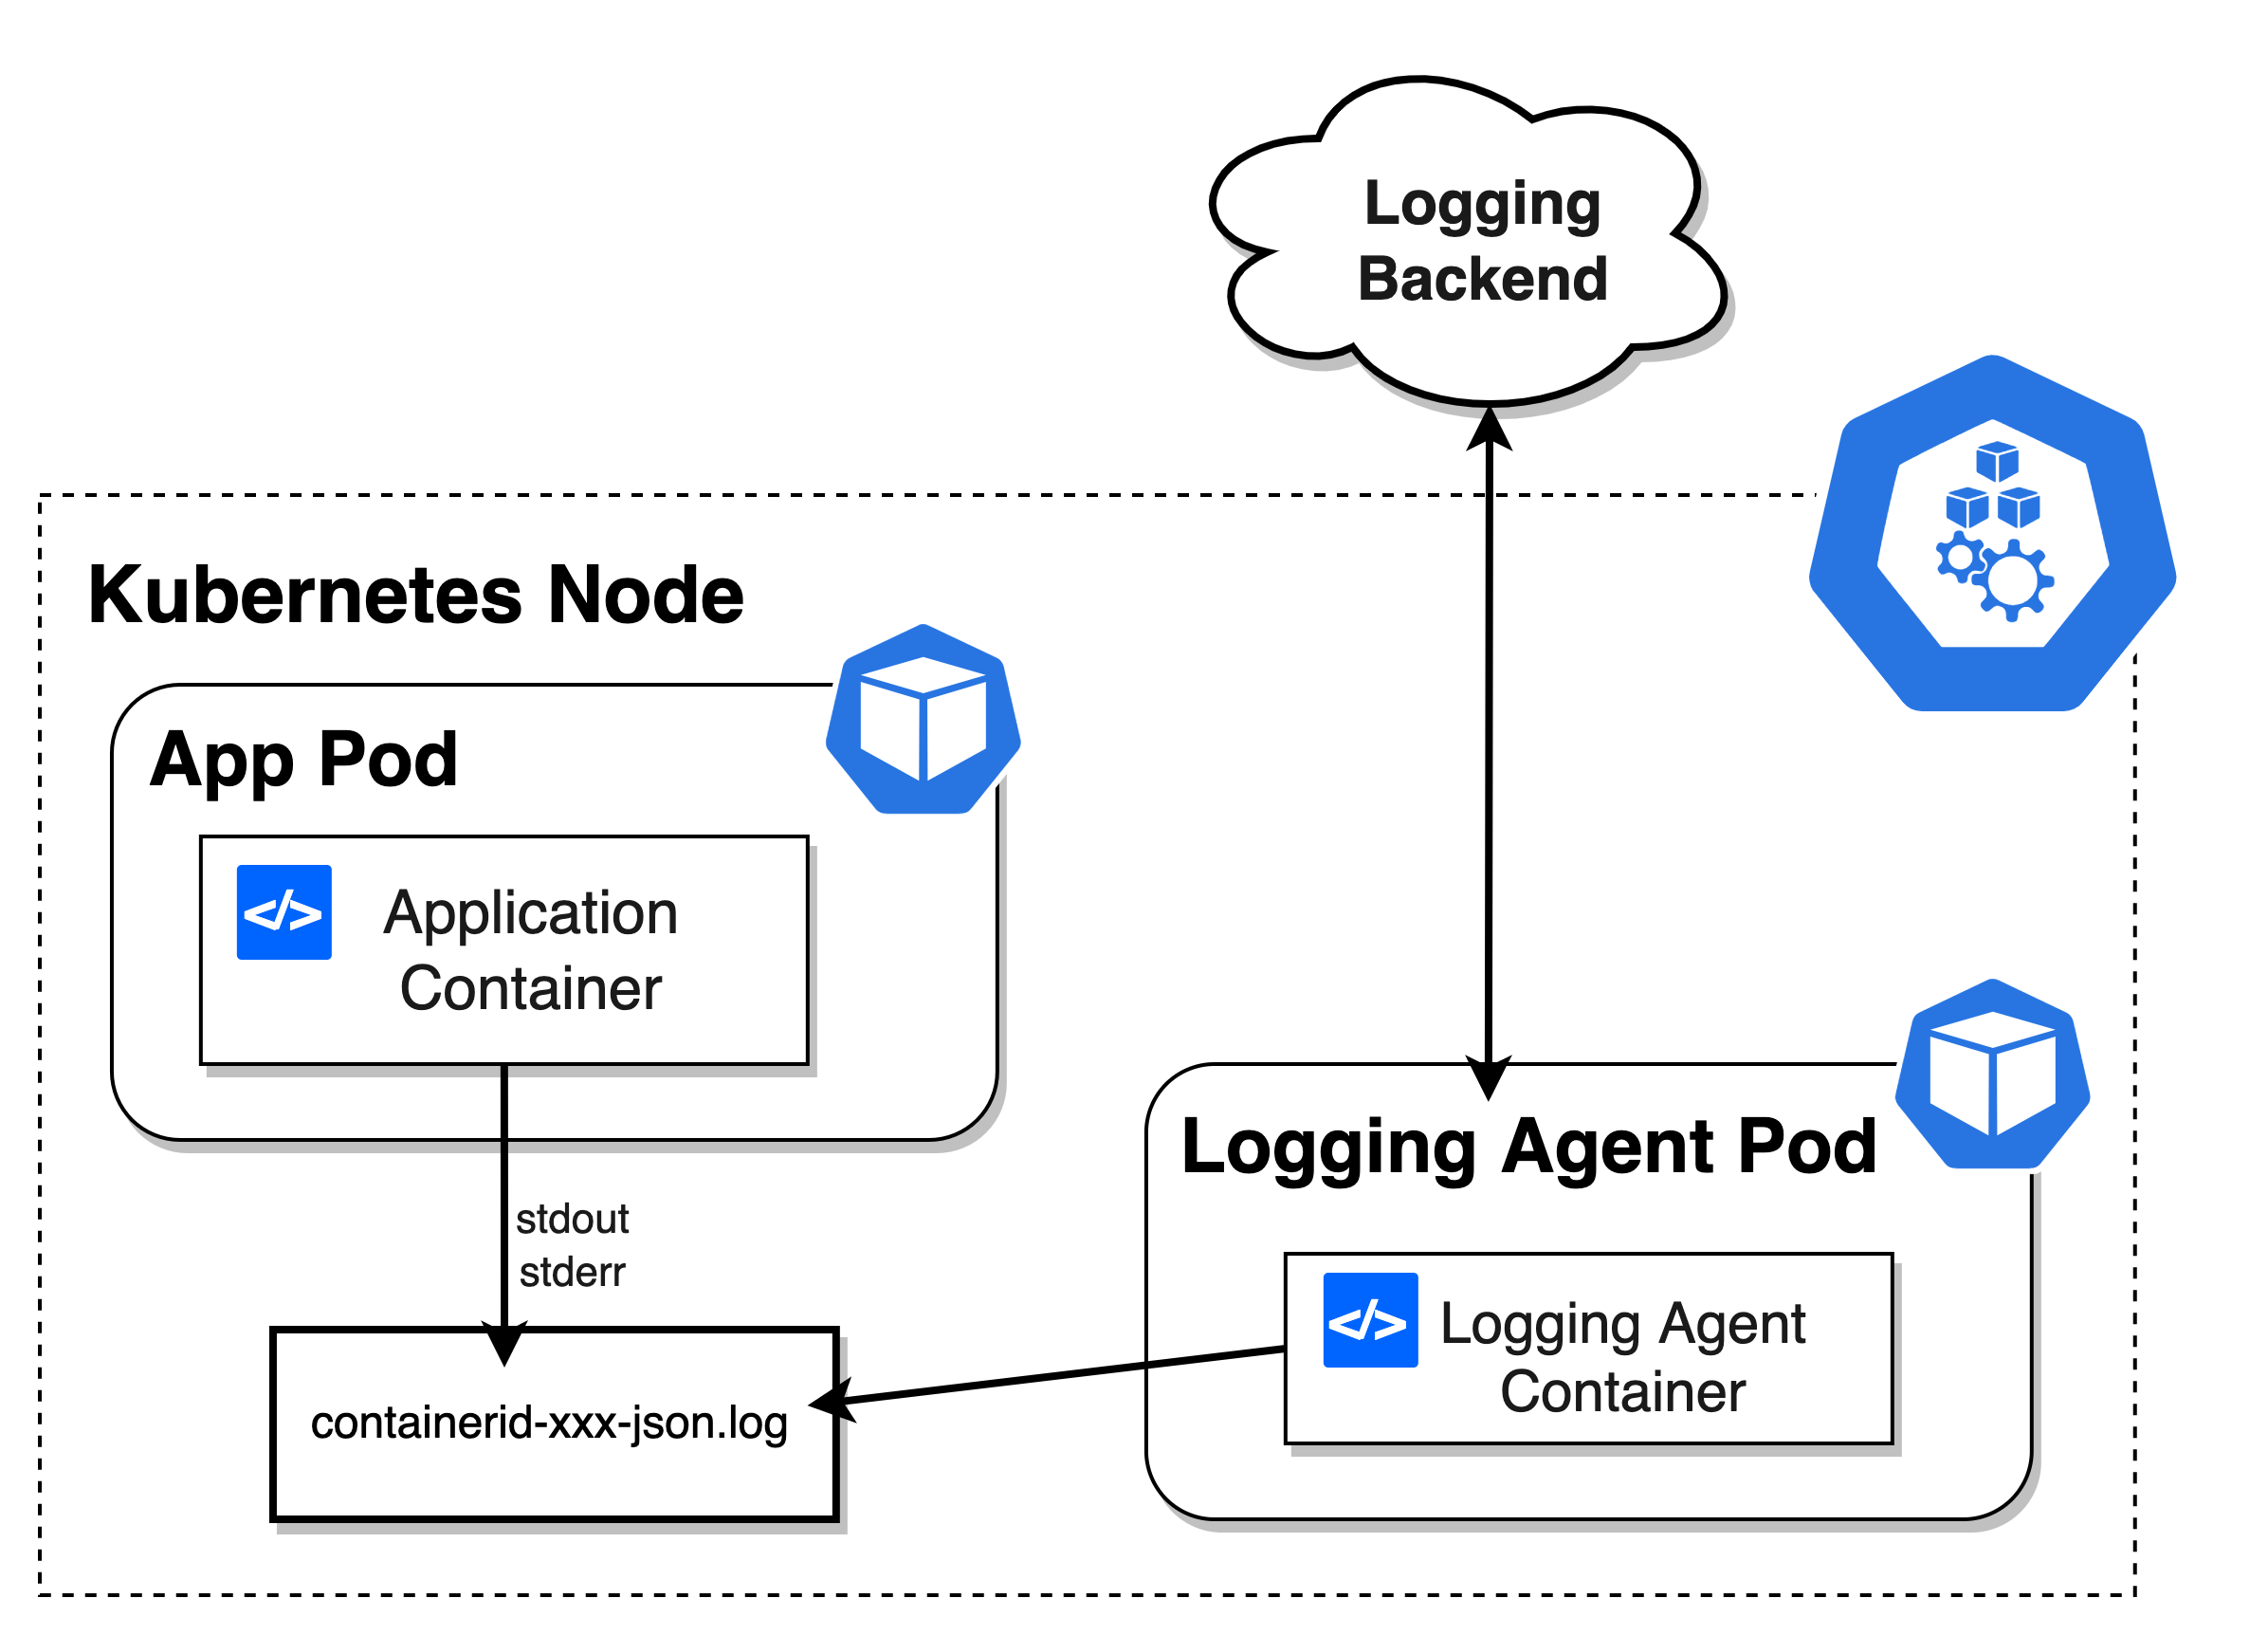 Logging
Backend
Kubernetes Node
App Pod
</>
Application
Container
stdout
stderr
containerid-xxx-json.log
Logging Agent Pod
</>
Logging Agent
Container